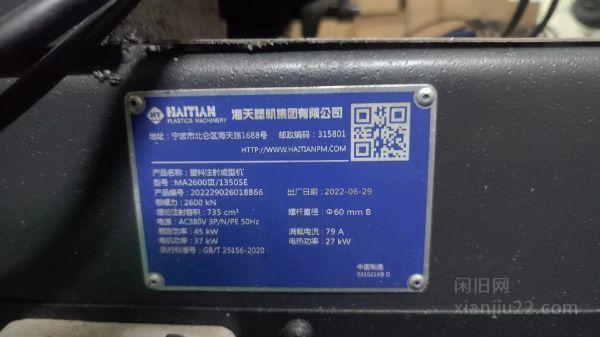 HT HAITIAN 海天塑机集团有限公司
PLASTICS MACHINERY
地址: 宁波市北仑区海天路1688号 邮政编码: 315801
HTTP://WWW.HAITIANPM.COM
产品名称: 塑料注射成型机
型号: MA2600Ⅲ/1350SE
产品编号: 202229026018866 出厂日期: 2022-06-29
锁模力: 2600 kN
理论注射容积: 735 cm³ 螺杆直径: Φ60 mm B
电源: AC380V 3P/N/PE 50Hz
额定功率: 45 kW 满载电流: 79 A
电机功率: 37 kW 电热功率: 27 kW
执行标准号: GB/T 25156-2020
中国制造
031021XB D
闲旧网
xianjiu22.com